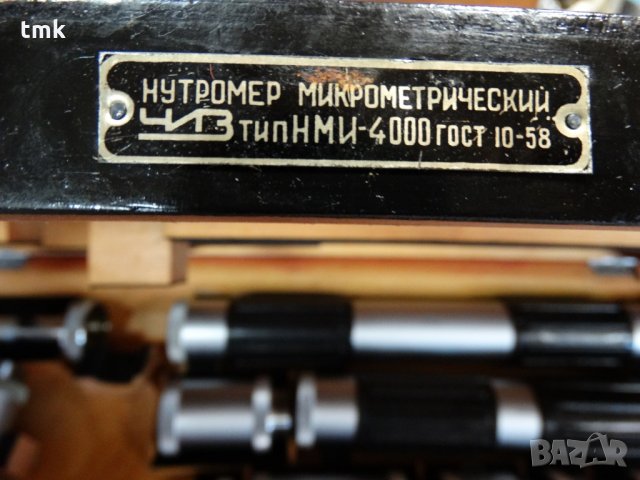 tmk
НУТРОМЕР МИКРОМЕТРИЧЕСКИЙ
ЧИЗ тип НМИ-4000 ГОСТ 10-58
BAZAR